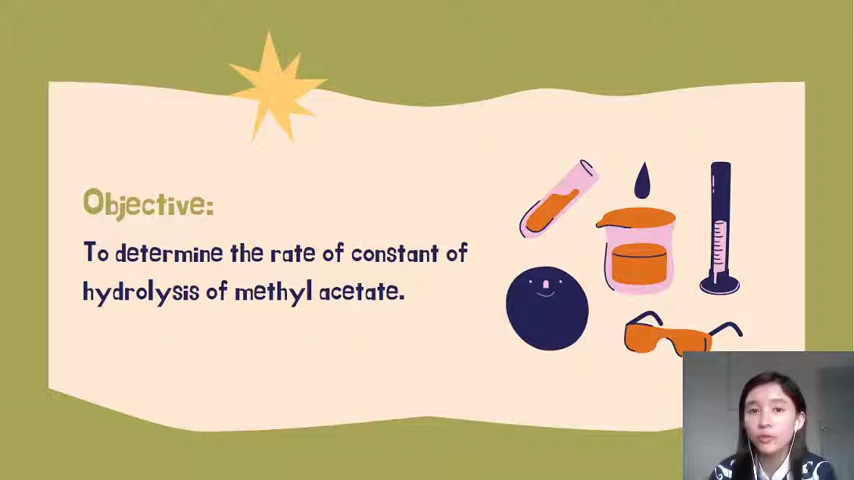 Objective:
To determine the rate of constant of
hydrolysis of methyl acetate.